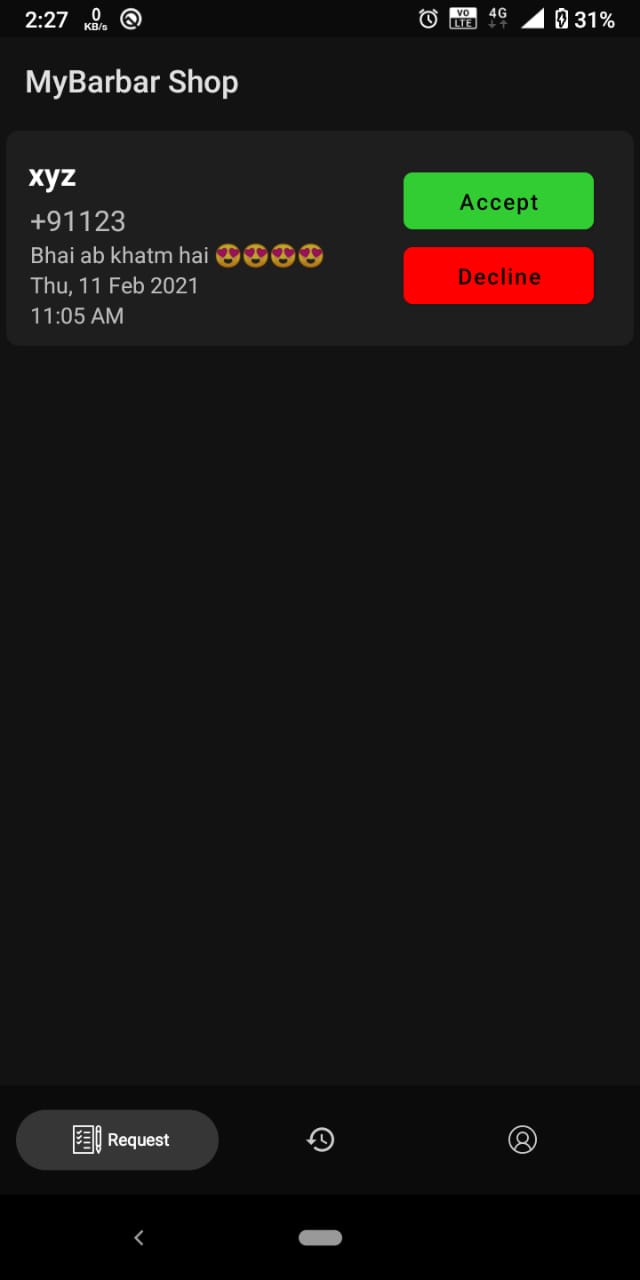 2:27 0 KB/s VO LTE 4G 31%
MyBarbar Shop
xyz
+91123
Bhai ab khatm hai 😍😍😍😍
Thu, 11 Feb 2021
11:05 AM
Accept
Decline
Request